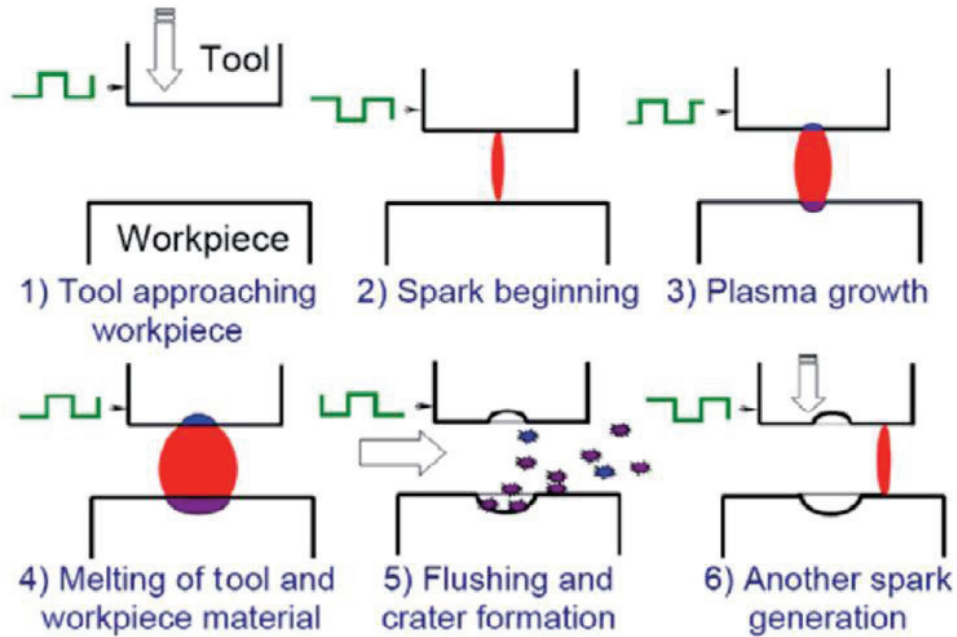 Tool
Workpiece
1) Tool approaching
workpiece
2) Spark beginning
3) Plasma growth
4) Melting of tool and
workpiece material
5) Flushing and
crater formation
6) Another spark
generation